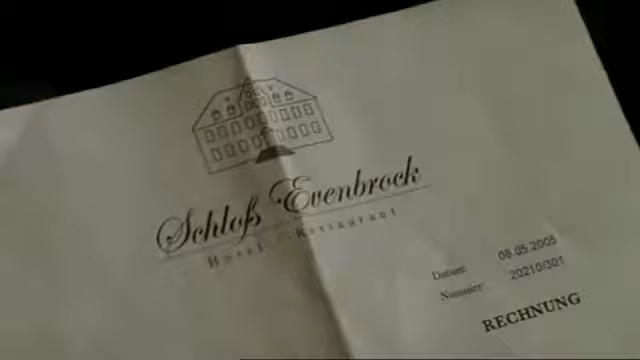 Schloß Evenbrock
Hotel Restaurant
Datum: 08.05.2005
Nummer: 20210/301
RECHNUNG